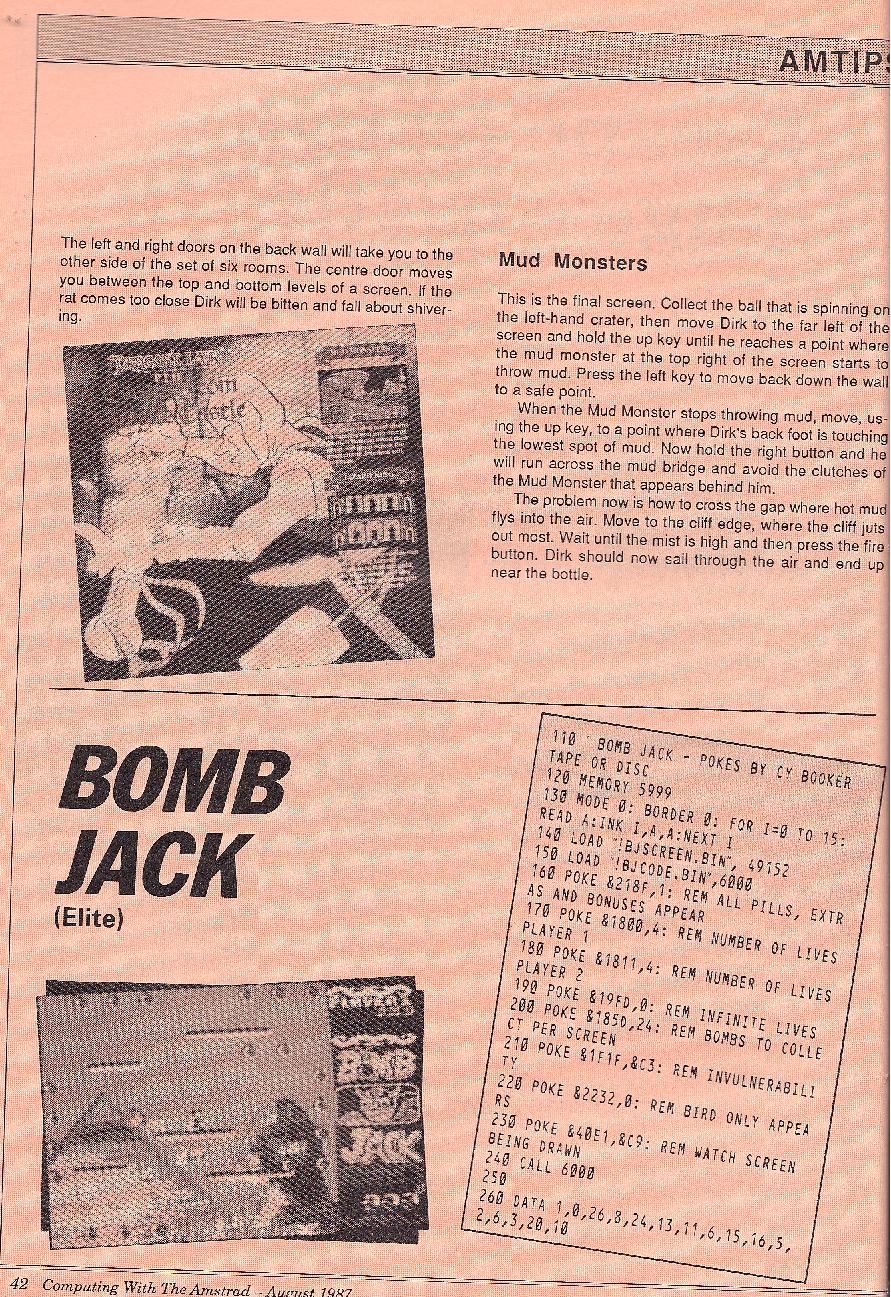 AMTIPS
The left and right doors on the back wall will take you to the
other side of the set of six rooms. The centre door moves
you between the top and bottom levels of a screen. If the
rat comes too close Dirk will be bitten and fall about shiver-
ing.
Mud Monsters
This is the final screen. Collect the ball that is spinning on
the left-hand crater, then move Dirk to the far left of the
screen and hold the up key until he reaches a point where
the mud monster at the top right of the screen starts to
throw mud. Press the left key to move back down the wall
to a safe point.
When the Mud Monster stops throwing mud, move, us-
ing the up key, to a point where Dirk's back foot is touching
the lowest spot of mud. Now hold the right button and he
will run across the mud bridge and avoid the clutches of
the Mud Monster that appears behind him.
The problem now is how to cross the gap where hot mud
flys into the air. Move to the cliff edge, where the cliff juts
out most. Wait until the mist is high and then press the fire
button. Dirk should now sail through the air and end up
near the bottle.
BOMB
JACK
(Elite)
BOMB
JACK
110 ' BOMB JACK - POKES BY CY BOOKER
TAPE OR DISC
120 MEMORY 5999
130 MODE 0: BORDER 0: FOR I=0 TO 15:
READ A:INK I,A,A:NEXT I
140 LOAD "!BJSCREEN.BIN", 49152
150 LOAD "!BJCODE.BIN",6000
160 POKE &218F,1: REM ALL PILLS, EXTR
AS AND BONUSES APPEAR
170 POKE &1800,4: REM NUMBER OF LIVES
PLAYER 1
180 POKE &1811,4: REM NUMBER OF LIVES
PLAYER 2
190 POKE &19FD,0: REM INFINITE LIVES
200 POKE &185D,24: REM BOMBS TO COLLE
CT PER SCREEN
210 POKE &1F1F,&C3: REM INVULNERABILI
TY
220 POKE &2232,0: REM BIRD ONLY APPEA
RS
230 POKE &40E1,&C9: REM WATCH SCREEN
BEING DRAWN
240 CALL 6000
250
260 DATA 1,0,26,8,24,13,11,6,15,16,5,
2,6,3,20,10
42 Computing With The Amstrad - August 1987